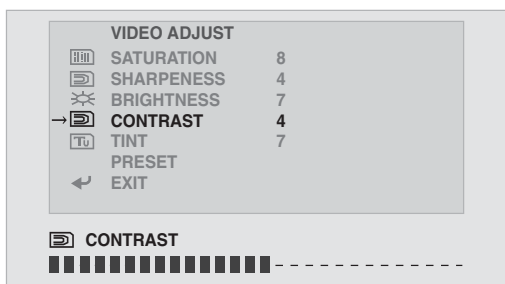 VIDEO ADJUST
SATURATION 8
SHARPENESS 4
BRIGHTNESS 7
→ CONTRAST 4
TINT 7
PRESET
EXIT
CONTRAST